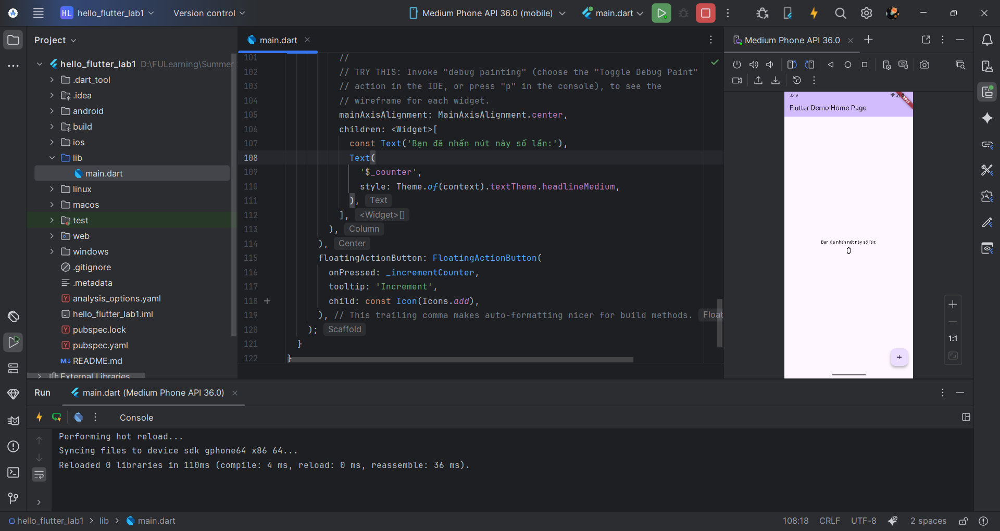 HL hello_flutter_lab1 Version control Medium Phone API 36.0 (mobile) main.dart
Project
main.dart
Medium Phone API 36.0
hello_flutter_lab1 D:\FULearning\Summer
.dart_tool
.idea
android
build
ios
lib
main.dart
linux
macos
test
web
windows
.gitignore
.metadata
analysis_options.yaml
hello_flutter_lab1.iml
pubspec.lock
pubspec.yaml
README.md
External Libraries
101 //
102 // TRY THIS: Invoke "debug painting" (choose the "Toggle Debug Paint"
103 // action in the IDE, or press "p" in the console), to see the
104 // wireframe for each widget.
105 mainAxisAlignment: MainAxisAlignment.center,
106 children: <Widget>[
107 const Text('Bạn đã nhấn nút này số lần:'),
108 Text(
109 '$_counter',
110 style: Theme.of(context).textTheme.headlineMedium,
111 ), Text
112 ], <Widget>[]
113 ), Column
114 ), Center
115 floatingActionButton: FloatingActionButton(
116 onPressed: _incrementCounter,
117 tooltip: 'Increment',
118 child: const Icon(Icons.add),
119 ), // This trailing comma makes auto-formatting nicer for build methods. Float
120 ); Scaffold
121 }
122 }
3:49
DEBUG
Flutter Demo Home Page
Bạn đã nhấn nút này số lần:
0
+
1:1
Run main.dart (Medium Phone API 36.0)
Console
Performing hot reload...
Syncing files to device sdk gphone64 x86 64...
Reloaded 0 libraries in 110ms (compile: 4 ms, reload: 0 ms, reassemble: 36 ms).
hello_flutter_lab1 > lib > main.dart
108:18 CRLF UTF-8 2 spaces